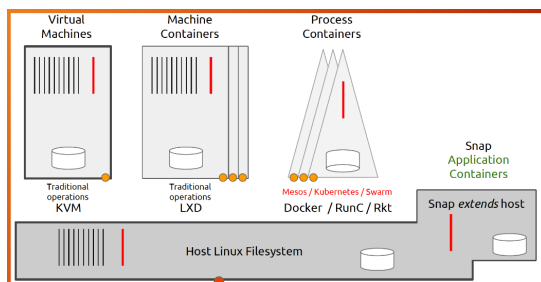 Virtual
Machines
Machine
Containers
Process
Containers
Traditional
operations
KVM
Traditional
operations
LXD
Mesos / Kubernetes / Swarm
Docker / RunC / Rkt
Snap
Application
Containers
Snap extends host
Host Linux Filesystem